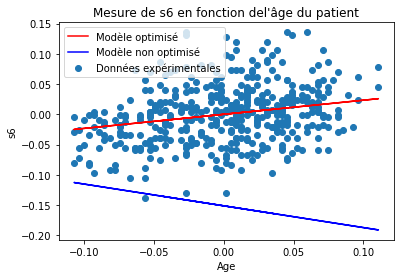 Mesure de s6 en fonction del'âge du patient
0.15
0.10
0.05
0.00
−0.05
−0.10
−0.15
−0.20
s6
Modèle optimisé
Modèle non optimisé
Données expérimentales
−0.10
−0.05
0.00
0.05
0.10
Age